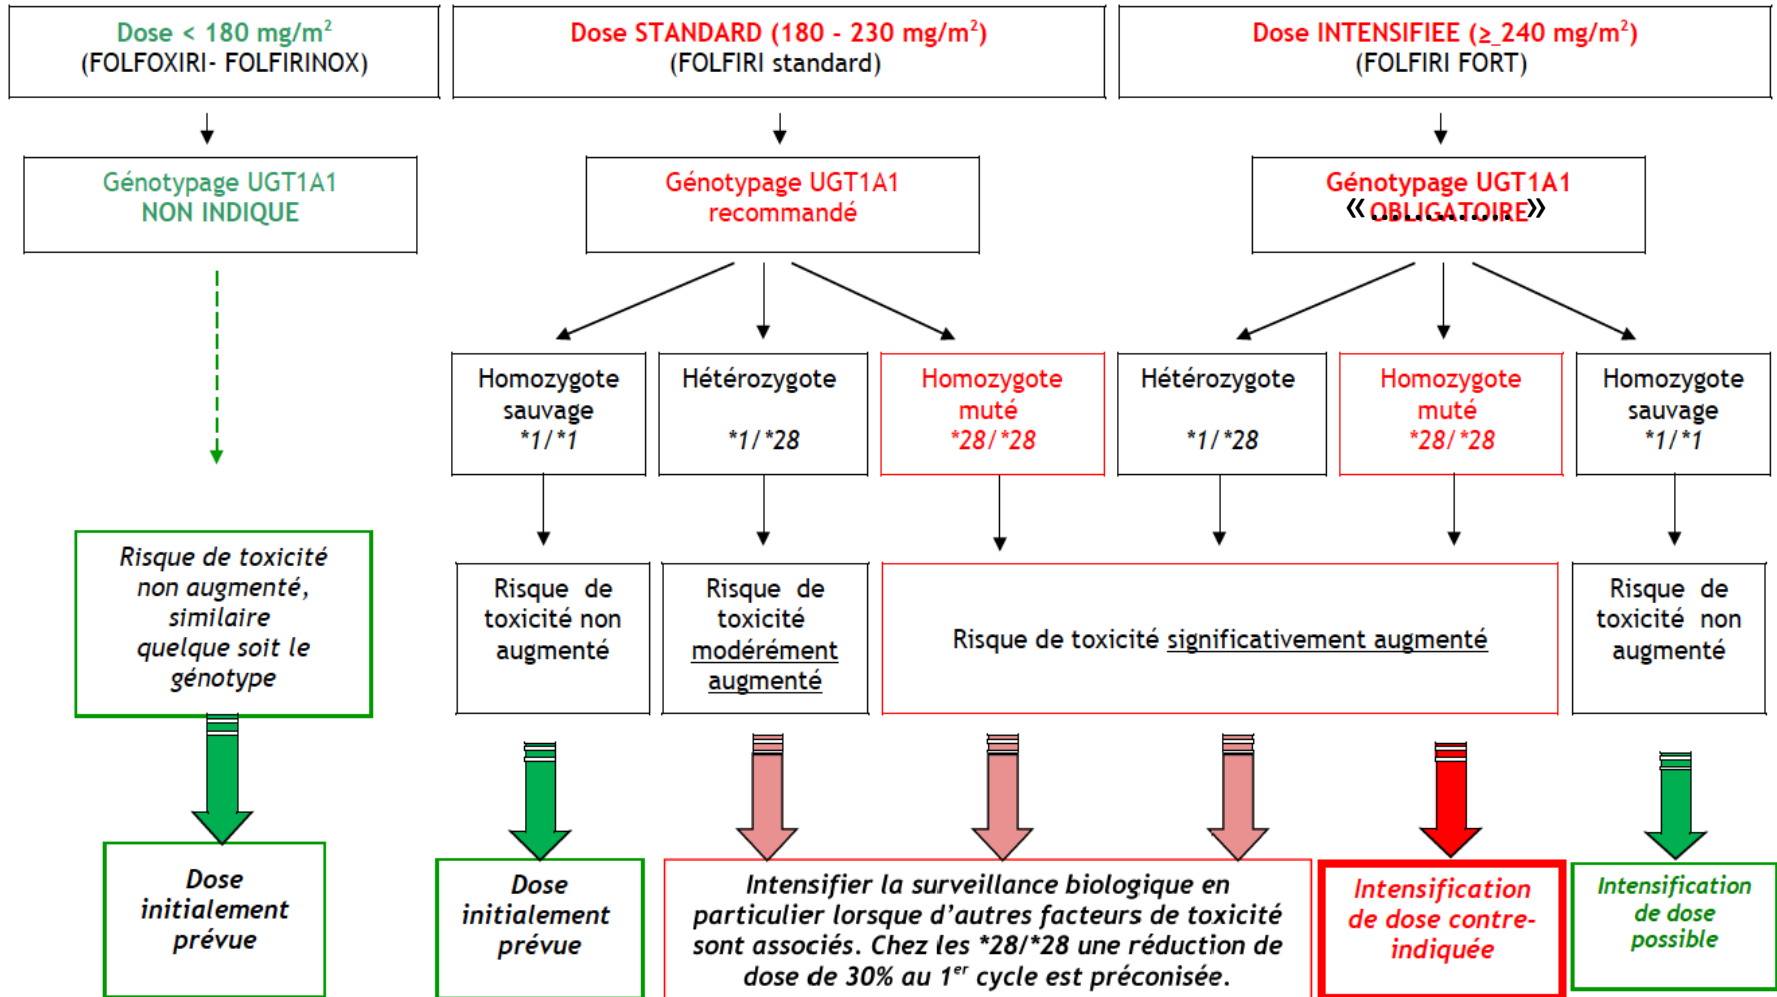 Dose < 180 mg/m²
(FOLFOXIRI- FOLFIRINOX)
Dose STANDARD (180 - 230 mg/m²)
(FOLFIRI standard)
Dose INTENSIFIEE (≥ 240 mg/m²)
(FOLFIRI FORT)
Génotypage UGT1A1
NON INDIQUE
Génotypage UGT1A1
recommandé
Génotypage UGT1A1
« OBLIGATOIRE »
Homozygote
sauvage
*1/*1
Hétérozygote
*1/*28
Homozygote
muté
*28/*28
Hétérozygote
*1/*28
Homozygote
muté
*28/*28
Homozygote
sauvage
*1/*1
Risque de toxicité
non augmenté,
similaire
quelque soit le
génotype
Risque de
toxicité non
augmenté
Risque de
toxicité
modérément
augmenté
Risque de toxicité significativement augmenté
Risque de
toxicité non
augmenté
Dose
initialement
prévue
Dose
initialement
prévue
Intensifier la surveillance biologique en
particulier lorsque d'autres facteurs de toxicité
sont associés. Chez les *28/*28 une réduction de
dose de 30% au 1er cycle est préconisée.
Intensification
de dose contre-
indiquée
Intensification
de dose
possible